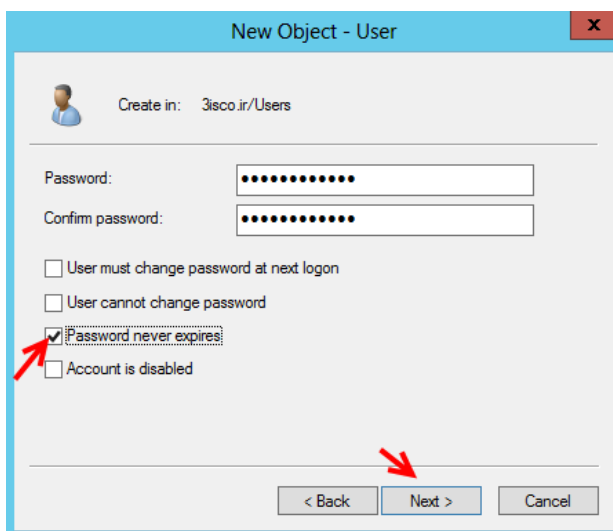 New Object - User
x
Create in: 3isco.ir/Users
Password: ••••••••••••
Confirm password: ••••••••••••
User must change password at next logon
User cannot change password
Password never expires
Account is disabled
< Back Next > Cancel